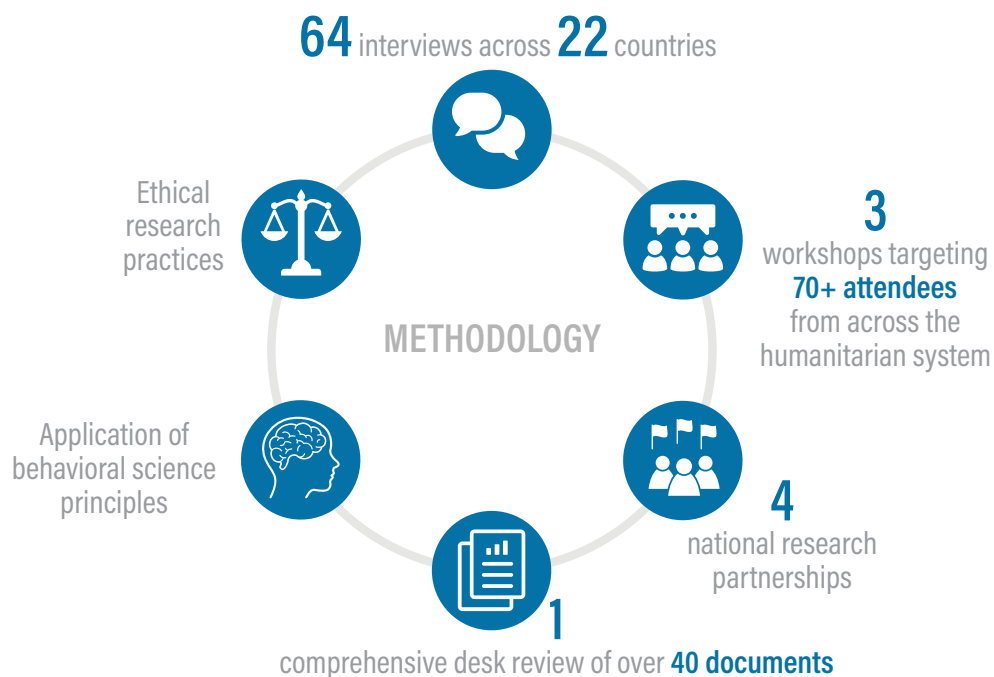 64 interviews across 22 countries
Ethical
research
practices
3
workshops targeting
70+ attendees
from across the
humanitarian system
METHODOLOGY
Application of
behavioral science
principles
4
national research
partnerships
1
comprehensive desk review of over 40 documents